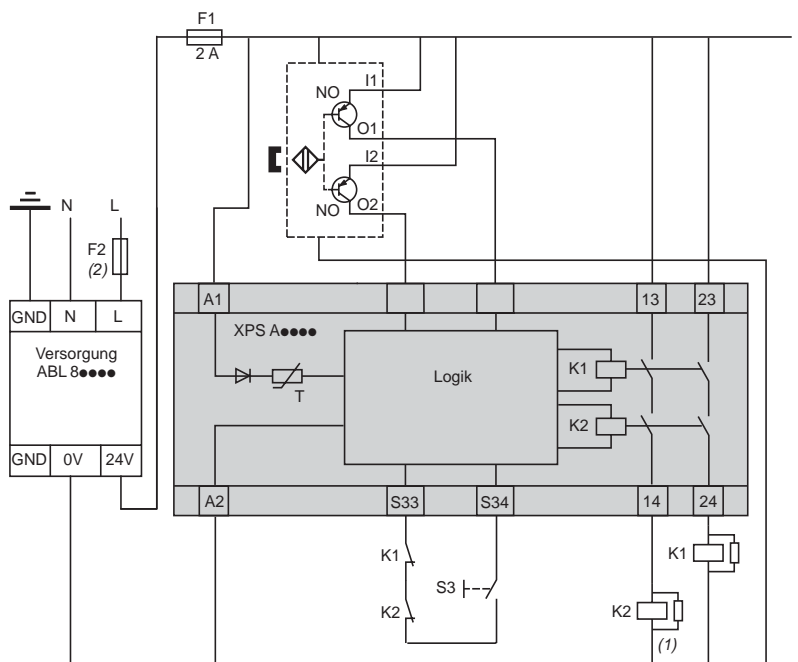 F1
2 A
NO
I1
O1
I2
O2
NO
N
L
F2
(2)
GND
N
L
Versorgung
ABL 8●●●●
GND
0V
24V
A1
13
23
XPS A●●●●
T
Logik
K1
K2
A2
S33
S34
14
24
K1
K2
S3
K1
K2
(1)